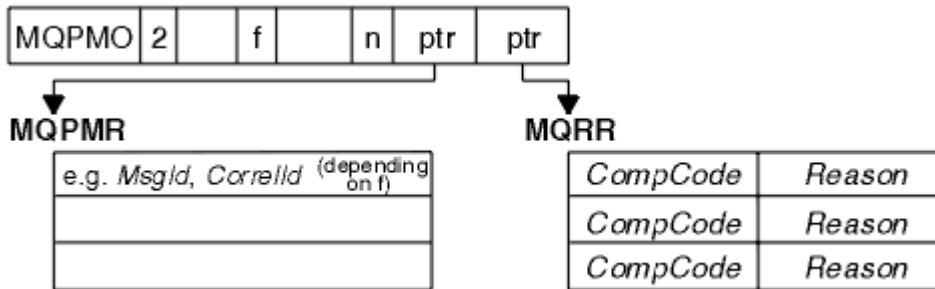 MQPMO 2 f n ptr ptr
MQPMR MQRR
e.g. MsgId, CorrelId (depending on f) CompCode Reason
CompCode Reason
CompCode Reason